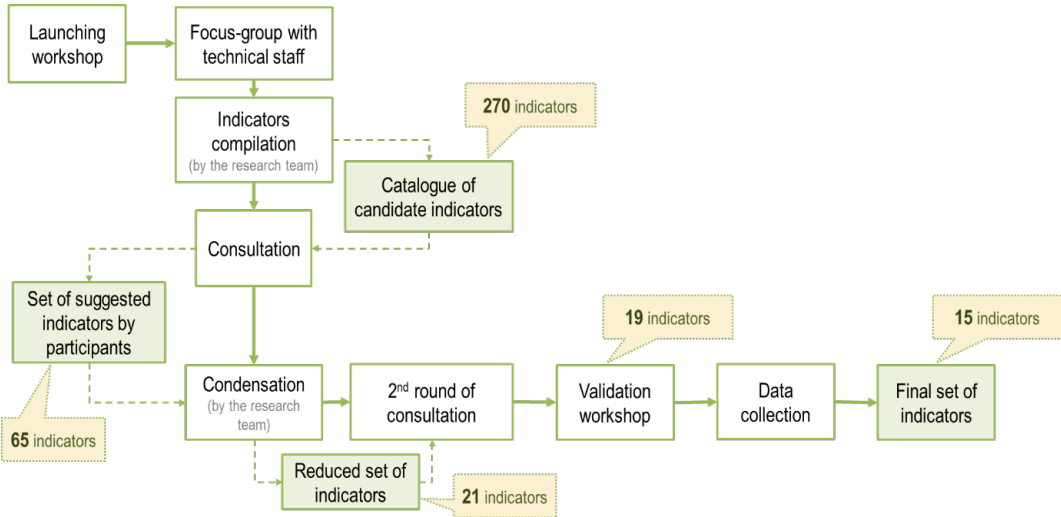 Launching
workshop
Focus-group with
technical staff
Indicators
compilation
(by the research team)
270 indicators
Catalogue of
candidate indicators
Consultation
Set of suggested
indicators by
participants
65 indicators
Condensation
(by the research
team)
2nd round of
consultation
Reduced set of
indicators
21 indicators
19 indicators
Validation
workshop
Data
collection
15 indicators
Final set of
indicators